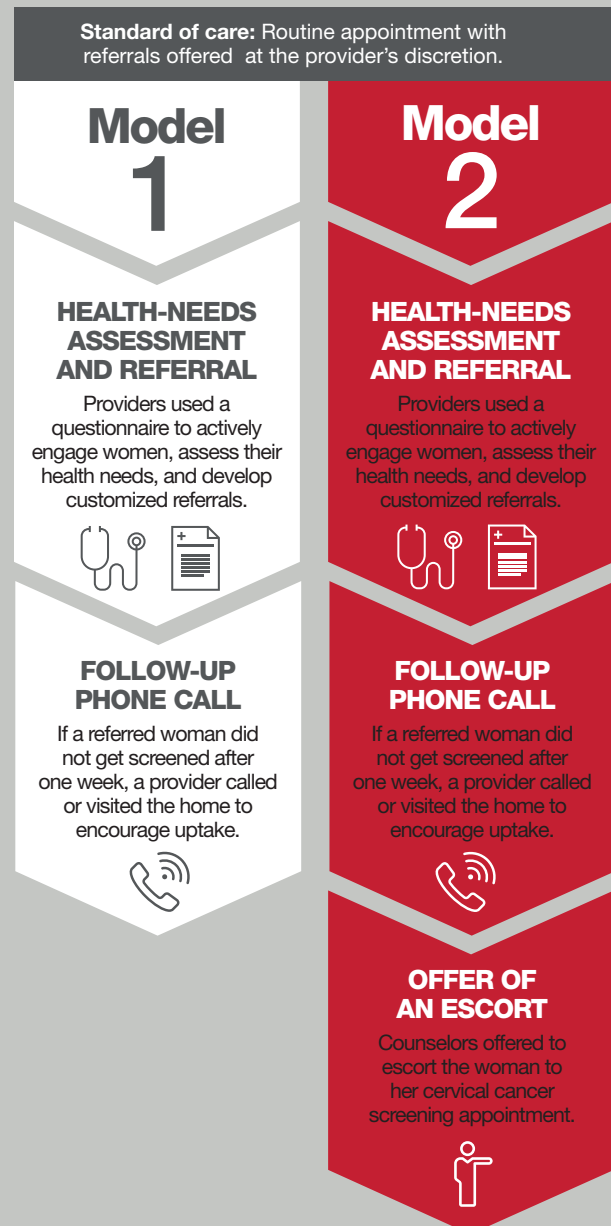 Standard of care: Routine appointment with
referrals offered at the provider’s discretion.
Model
1
HEALTH-NEEDS
ASSESSMENT
AND REFERRAL
Providers used a
questionnaire to actively
engage women, assess their
health needs, and develop
customized referrals.
FOLLOW-UP
PHONE CALL
If a referred woman did
not get screened after
one week, a provider called
or visited the home to
encourage uptake.
Model
2
HEALTH-NEEDS
ASSESSMENT
AND REFERRAL
Providers used a
questionnaire to actively
engage women, assess their
health needs, and develop
customized referrals.
FOLLOW-UP
PHONE CALL
If a referred woman did
not get screened after
one week, a provider called
or visited the home to
encourage uptake.
OFFER OF
AN ESCORT
Counselors offered to
escort the woman to
her cervical cancer
screening appointment.